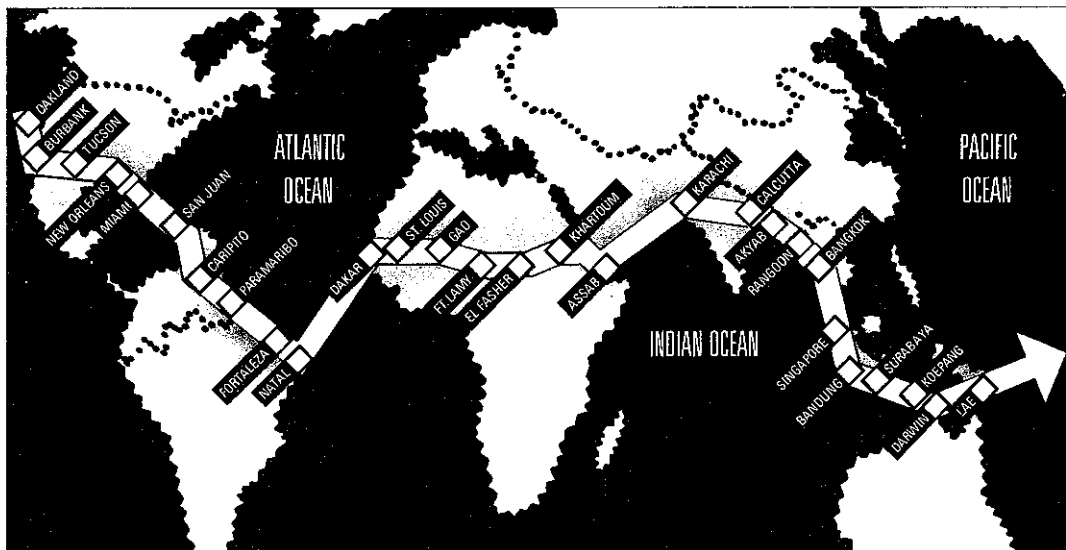 OAKLAND
BURBANK
TUCSON
NEW ORLEANS
MIAMI
SAN JUAN
CARIPITO
PARAMARIBO
FORTALEZA
NATAL
ATLANTIC
OCEAN
DAKAR
ST. LOUIS
GAO
FT. LAMY
EL FASHER
KHARTOUM
ASSAB
KARACHI
CALCUTTA
AKYAB
RANGOON
BANGKOK
INDIAN OCEAN
SINGAPORE
BANDUNG
SURABAYA
KOEPANG
DARWIN
LAE
PACIFIC
OCEAN